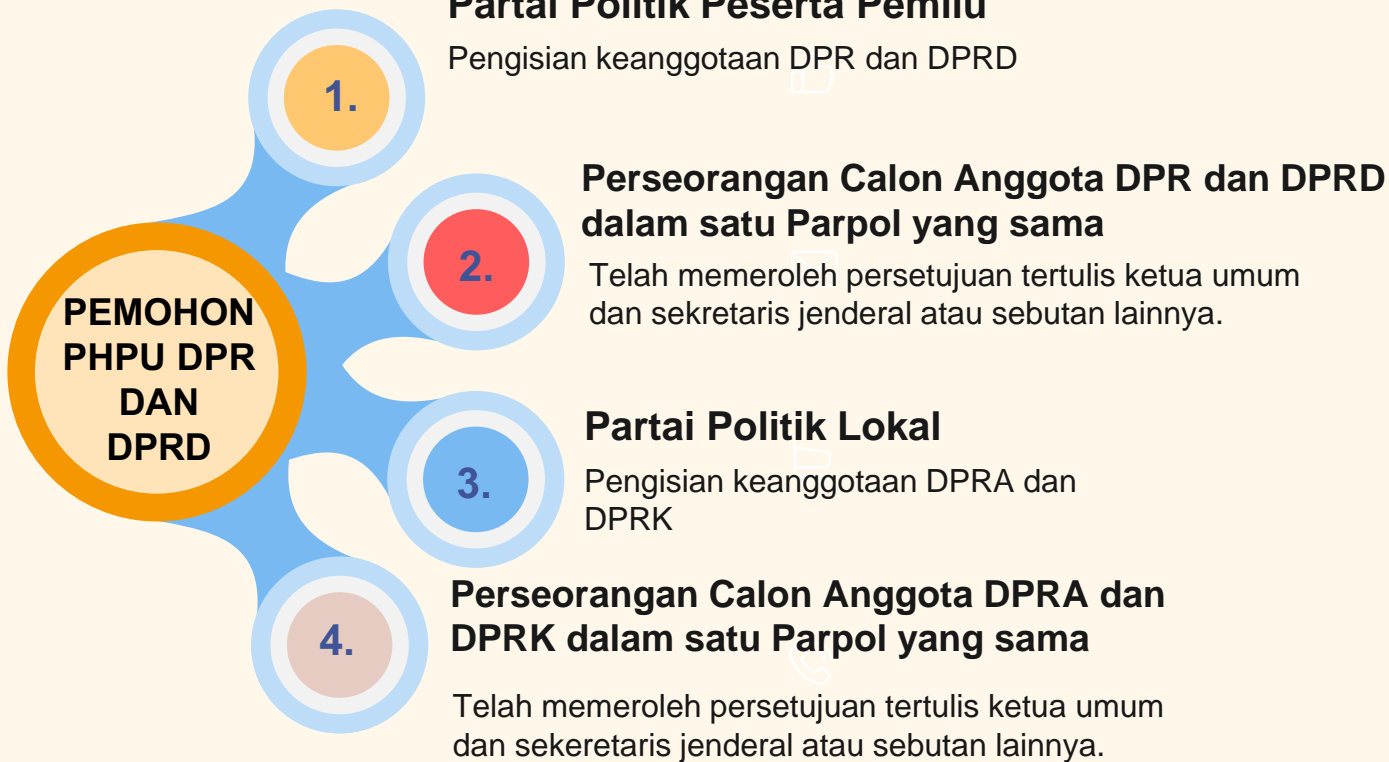 Partai Politik Peserta Pemilu
Pengisian keanggotaan DPR dan DPRD
1.
Perseorangan Calon Anggota DPR dan DPRD
dalam satu Parpol yang sama
2.
Telah memeroleh persetujuan tertulis ketua umum
dan sekretaris jenderal atau sebutan lainnya.
PEMOHON
PHPU DPR
DAN
DPRD
Partai Politik Lokal
3.
Pengisian keanggotaan DPRA dan
DPRK
Perseorangan Calon Anggota DPRA dan
DPRK dalam satu Parpol yang sama
4.
Telah memeroleh persetujuan tertulis ketua umum
dan sekeretaris jenderal atau sebutan lainnya.